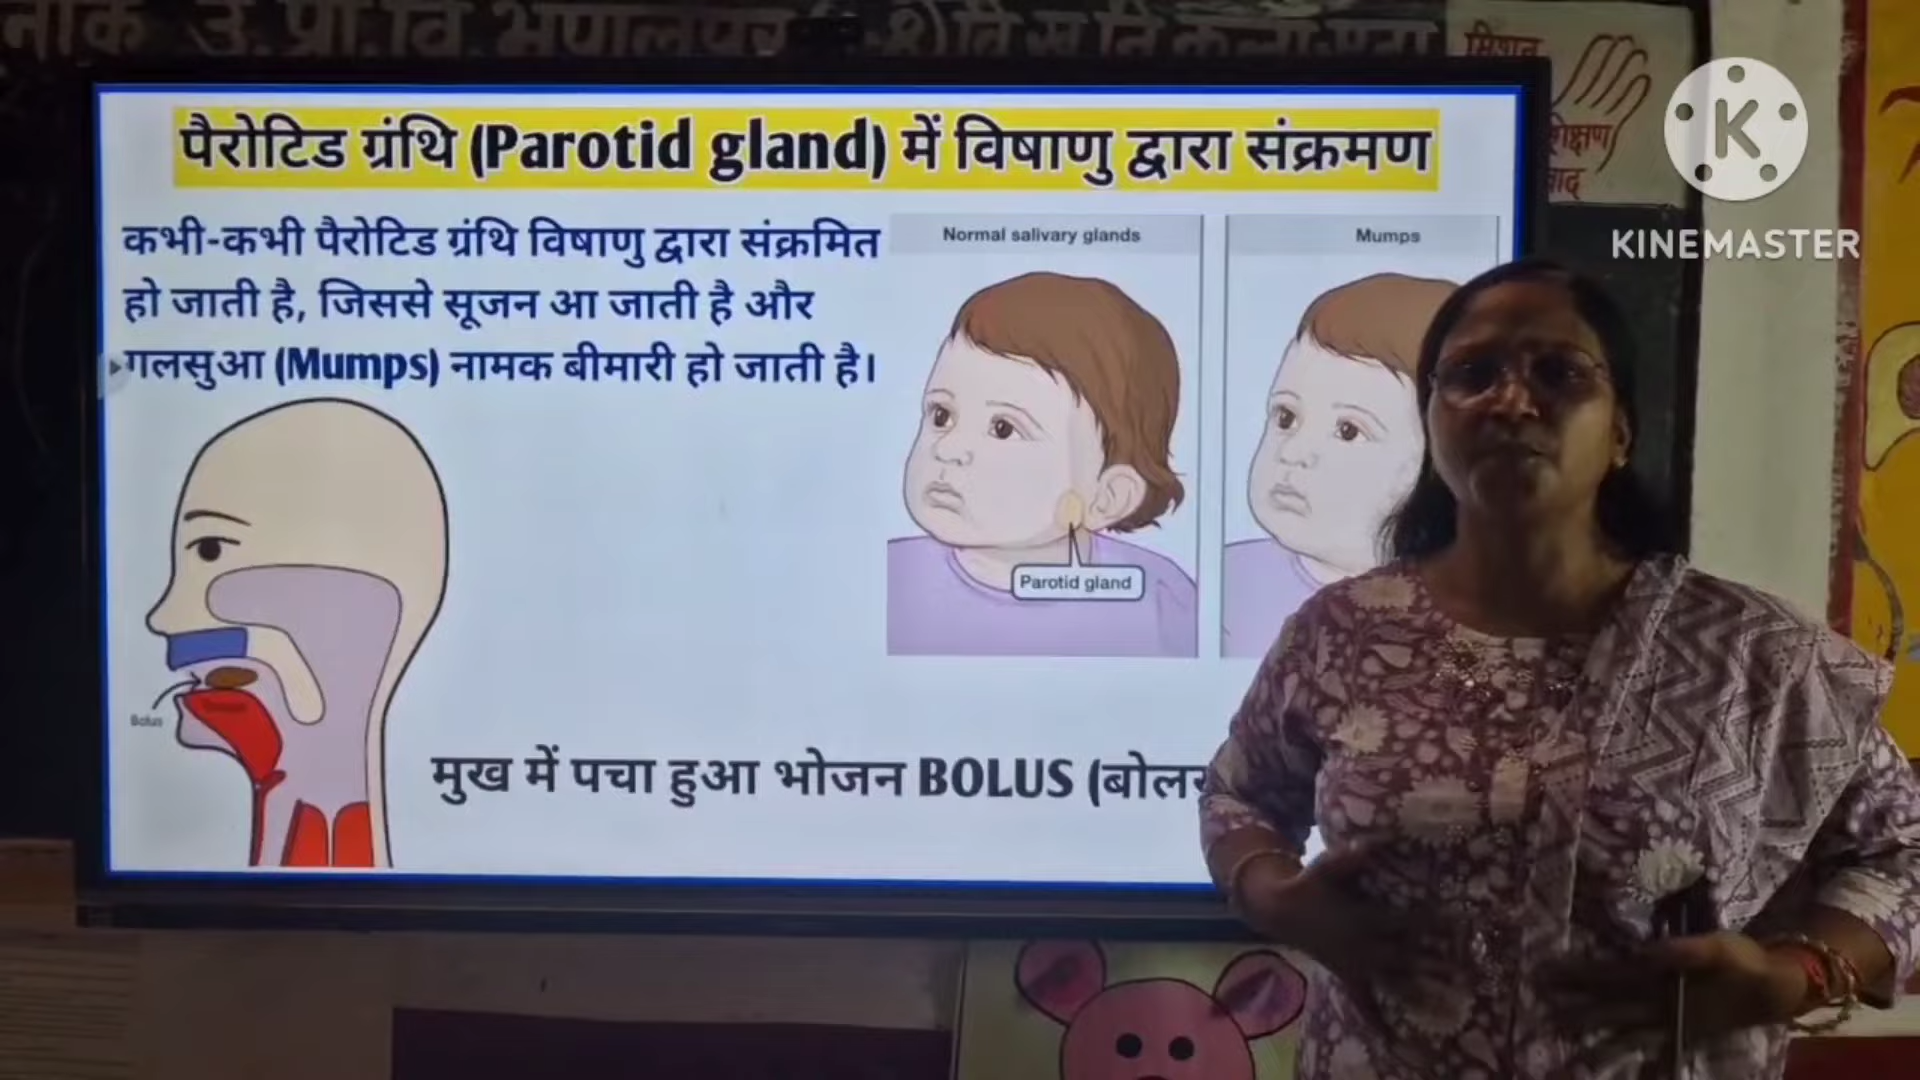 पैरोटिड ग्रंथि (Parotid gland) में विषाणु द्वारा संक्रमण
कभी-कभी पैरोटिड ग्रंथि विषाणु द्वारा संक्रमित
हो जाती है, जिससे सूजन आ जाती है और
गलसुआ (Mumps) नामक बीमारी हो जाती है।
Normal salivary glands
Mumps
Parotid gland
Bolus
मुख में पचा हुआ भोजन BOLUS
मिशन
K
KINEMASTER